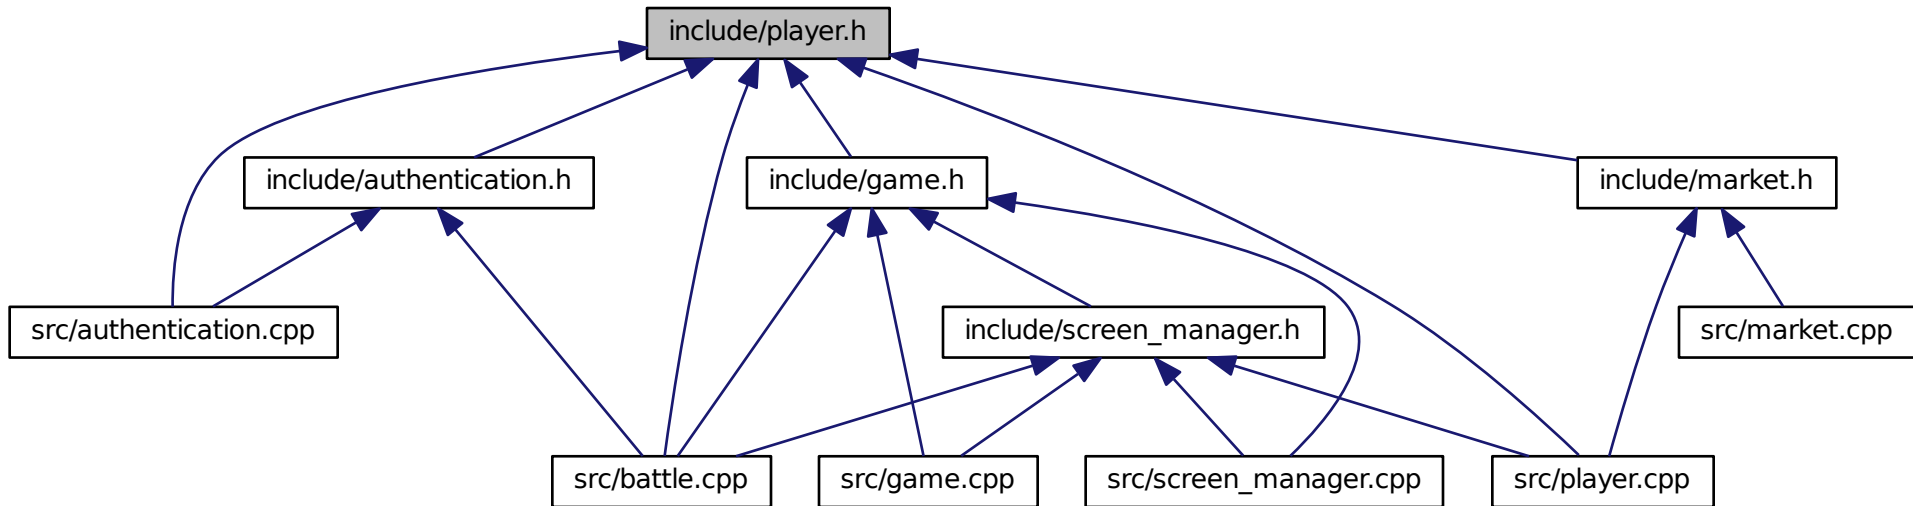 include/player.h
include/authentication.h
include/game.h
include/market.h
src/authentication.cpp
include/screen_manager.h
src/market.cpp
src/battle.cpp
src/game.cpp
src/screen_manager.cpp
src/player.cpp